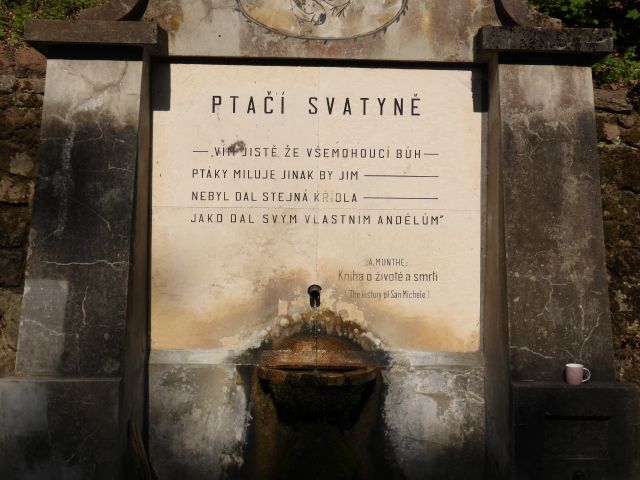 PTAČÍ SVATYNĚ
— „VÍM JISTĚ, ŽE VŠEMOHOUCÍ BŮH —
PTÁKY MILUJE, JINAK BY JIM —
NEBYL DAL STEJNÁ KŘÍDLA —
JAKO DAL SVÝM VLASTNÍM ANDĚLŮM"
A. MUNTHE:
Kniha o životě a smrti
(The History of San Michele)